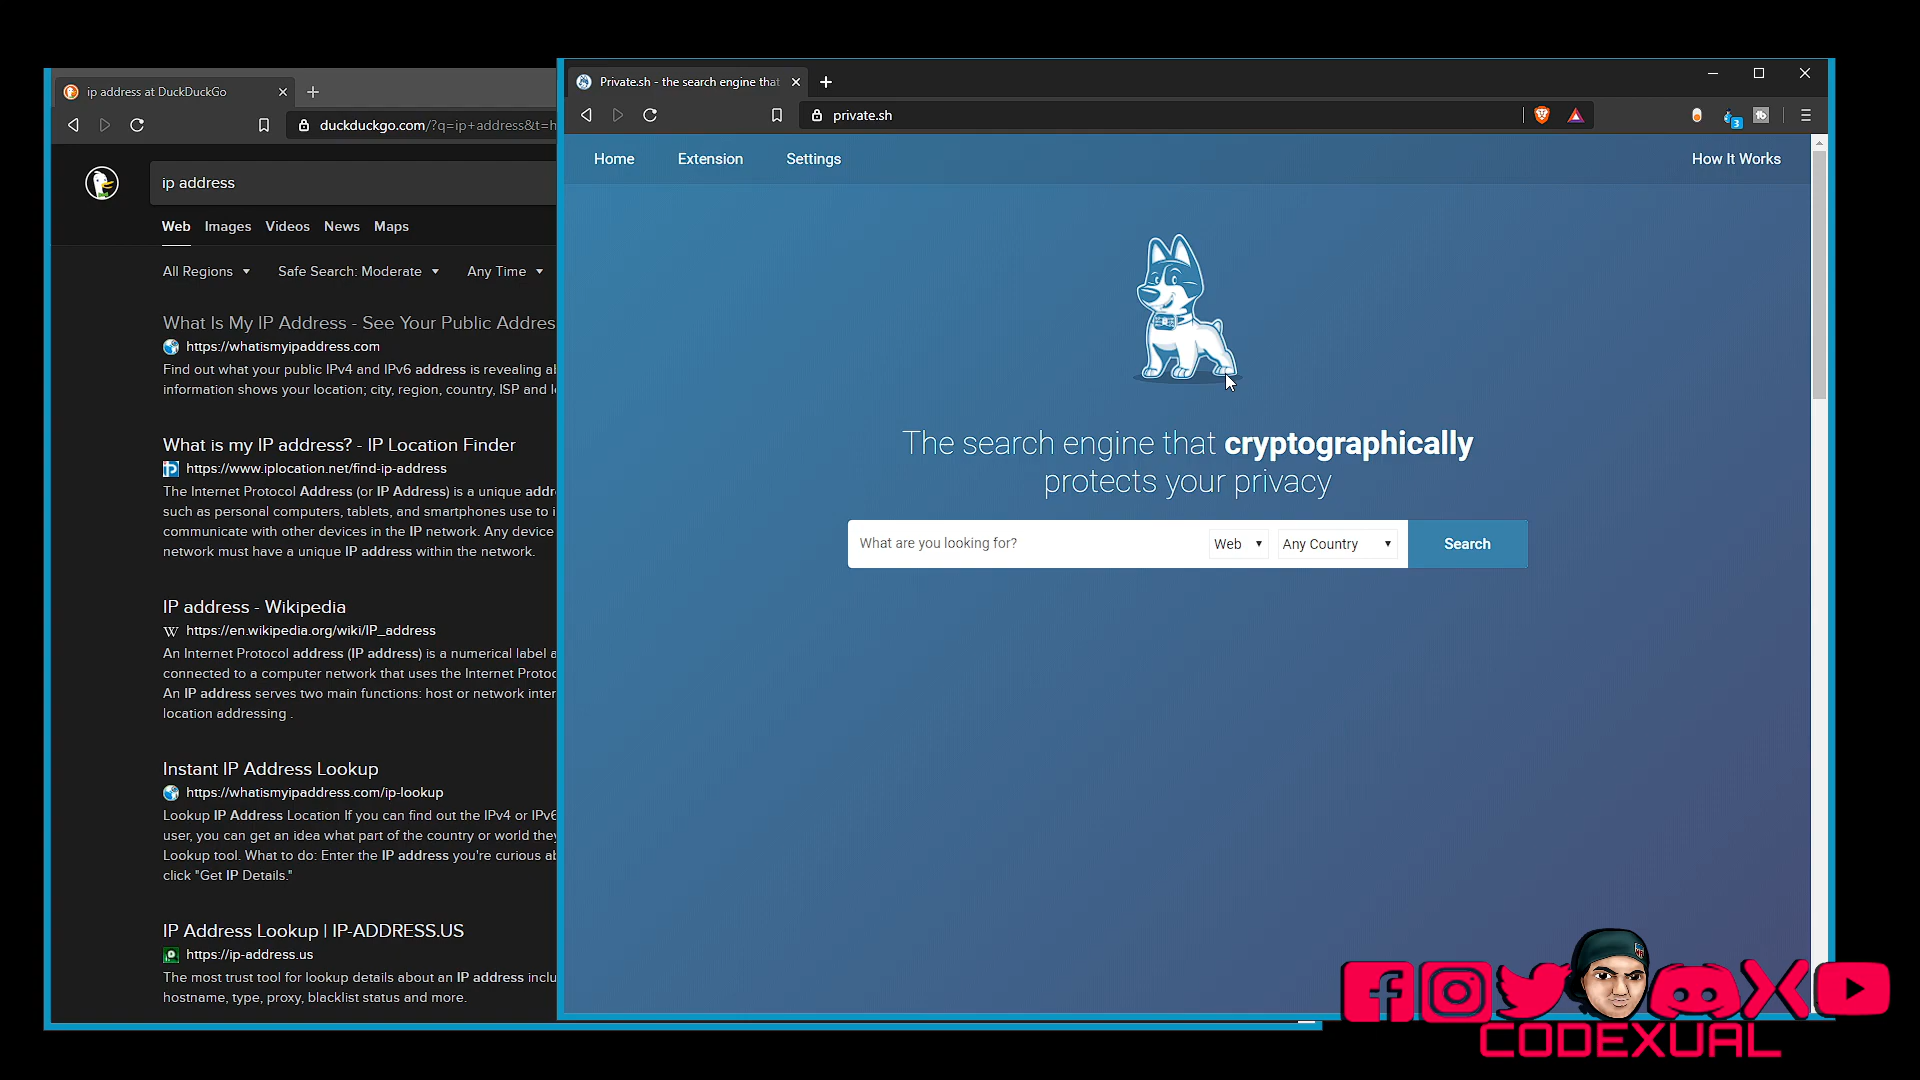 ip address at DuckDuckGo
duckduckgo.com/?q=ip+address&t=h
ip address
Web Images Videos News Maps
All Regions Safe Search: Moderate Any Time
What Is My IP Address - See Your Public Addres
https://whatismyipaddress.com
Find out what your public IPv4 and IPv6 address is revealing ab
information shows your location; city, region, country, ISP and lo
What is my IP address? - IP Location Finder
https://www.iplocation.net/find-ip-address
The Internet Protocol Address (or IP Address) is a unique addr
such as personal computers, tablets, and smartphones use to i
communicate with other devices in the IP network. Any device
network must have a unique IP address within the network.
IP address - Wikipedia
https://en.wikipedia.org/wiki/IP_address
An Internet Protocol address (IP address) is a numerical label a
connected to a computer network that uses the Internet Protoc
An IP address serves two main functions: host or network inter
location addressing .
Instant IP Address Lookup
https://whatismyipaddress.com/ip-lookup
Lookup IP Address Location If you can find out the IPv4 or IPv6
user, you can get an idea what part of the country or world they
Lookup tool. What to do: Enter the IP address you're curious ab
click "Get IP Details."
IP Address Lookup | IP-ADDRESS.US
https://ip-address.us
The most trust tool for lookup details about an IP address inclu
hostname, type, proxy, blacklist status and more.
Private.sh - the search engine that
private.sh
3
Home Extension Settings How It Works
The search engine that cryptographically
protects your privacy
What are you looking for? Web Any Country Search
CODEXUAL